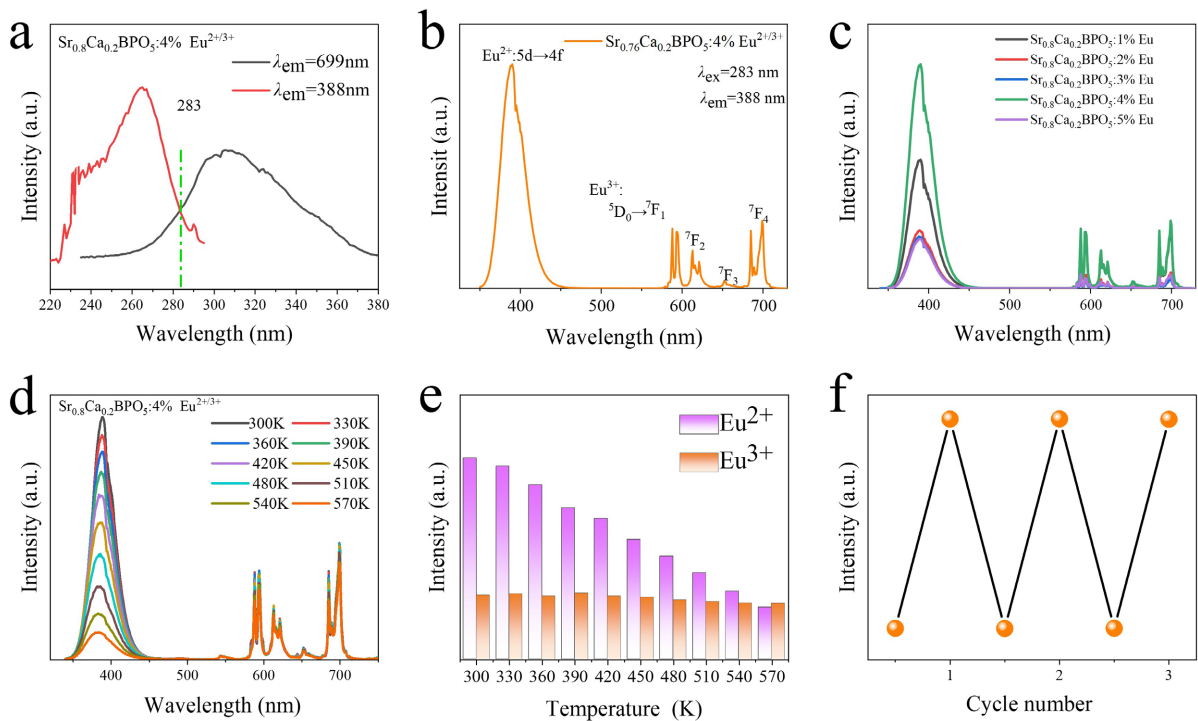 a
Sr0.8Ca0.2BPO5:4% Eu2+/3+
λem=699nm
λem=388nm
283
Intensity (a.u.)
220 240 260 280 300 320 340 360 380
Wavelength (nm)
b
Sr0.76Ca0.2BPO5:4% Eu2+/3+
Eu2+:5d→4f
λex=283 nm
λem=388 nm
Eu3+:
5D0→7F1
7F2
7F3
7F4
Intensit (a.u.)
400 500 600 700
Wavelength (nm)
c
Sr0.8Ca0.2BPO5:1% Eu
Sr0.8Ca0.2BPO5:2% Eu
Sr0.8Ca0.2BPO5:3% Eu
Sr0.8Ca0.2BPO5:4% Eu
Sr0.8Ca0.2BPO5:5% Eu
Intensity (a.u.)
400 500 600 700
Wavelength (nm)
d
Sr0.8Ca0.2BPO5:4% Eu2+/3+
300K 330K
360K 390K
420K 450K
480K 510K
540K 570K
Intensity (a.u.)
400 500 600 700
Wavelength (nm)
e
Eu2+
Eu3+
Intensity (a.u.)
300 330 360 390 420 450 480 510 540 570
Temperature (K)
f
Intensity (a.u.)
1 2 3
Cycle number